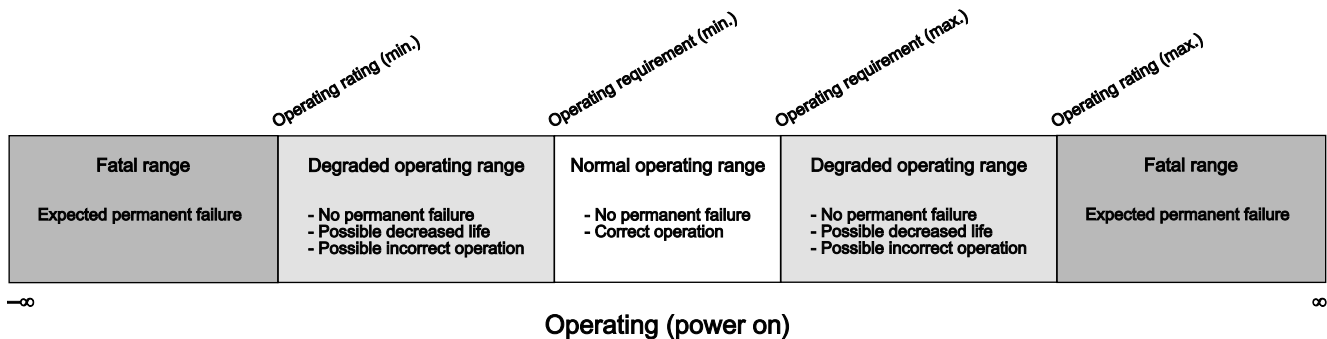 Operating rating (min.)
Operating requirement (min.)
Operating requirement (max.)
Operating rating (max.)
Fatal range
Expected permanent failure
Degraded operating range
- No permanent failure
- Possible decreased life
- Possible incorrect operation
Normal operating range
- No permanent failure
- Correct operation
Degraded operating range
- No permanent failure
- Possible decreased life
- Possible incorrect operation
Fatal range
Expected permanent failure
–∞
∞
Operating (power on)